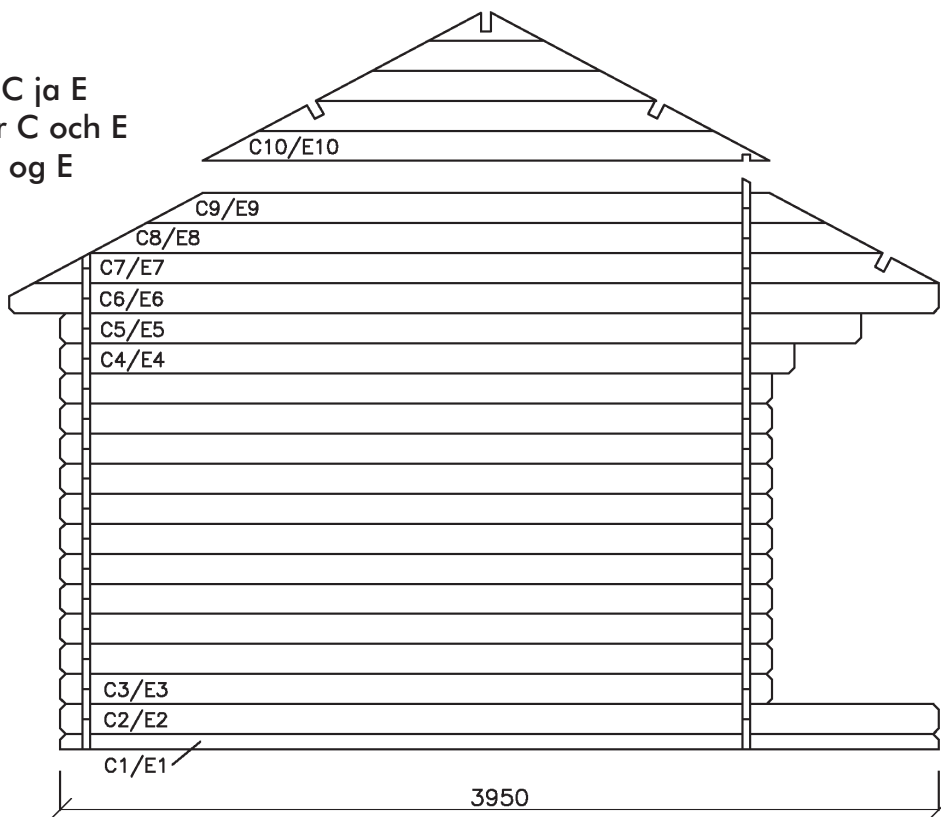 C ja E
r C och E
og E
C10/E10
C9/E9
C8/E8
C7/E7
C6/E6
C5/E5
C4/E4
C3/E3
C2/E2
C1/E1
3950